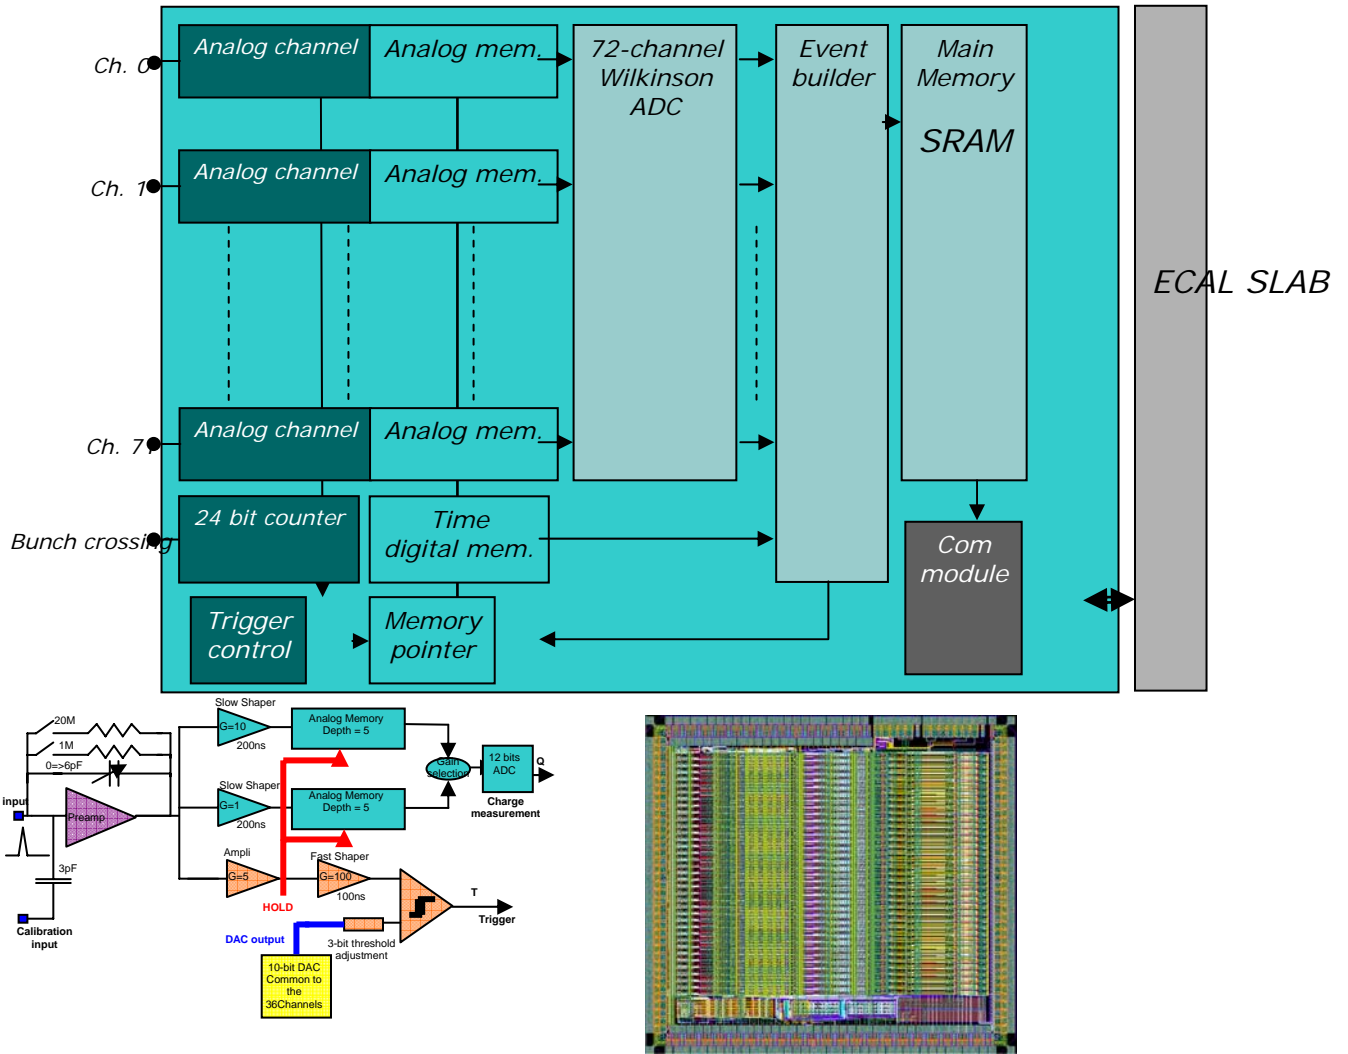 Ch. 0
Analog channel
Analog mem.
72-channel
Wilkinson
ADC
Event
builder
Main
Memory
SRAM
Ch. 1
Analog channel
Analog mem.
ECAL SLAB
Ch. 71
Analog channel
Analog mem.
Bunch crossing
24 bit counter
Time
digital mem.
Com
module
Trigger
control
Memory
pointer
20M
1M
0=>6pF
input
Preamp
3pF
Calibration
input
Slow Shaper
G=10
200ns
Analog Memory
Depth = 5
Gain
selection
12 bits
ADC
Q
Charge
measurement
Slow Shaper
G=1
200ns
Analog Memory
Depth = 5
Ampli
G=5
HOLD
Fast Shaper
G=100
100ns
T
Trigger
DAC output
3-bit threshold
adjustment
10-bit DAC
Common to
the
36Channels